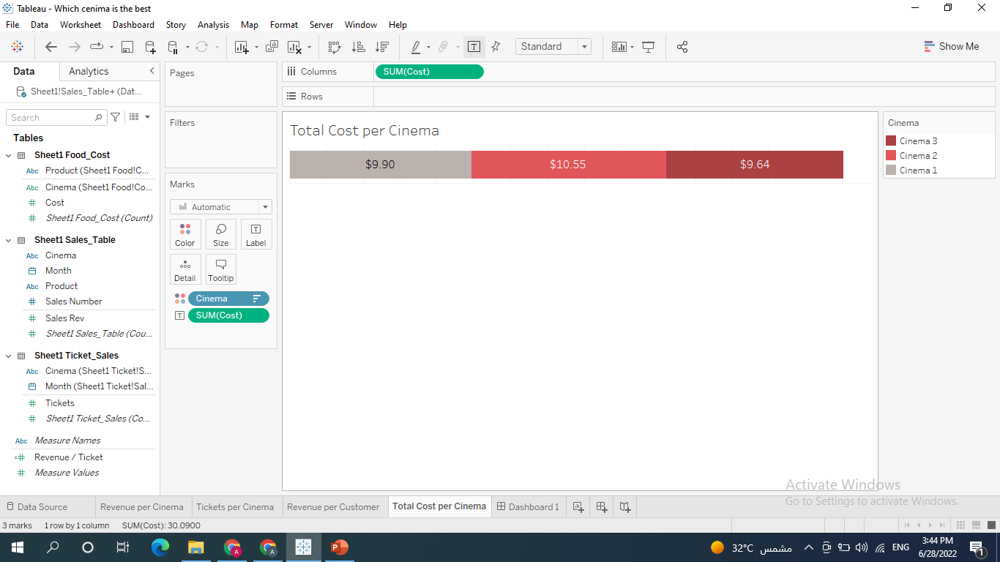 Tableau - Which cenima is the best
File Data Worksheet Dashboard Story Analysis Map Format Server Window Help
Standard
Show Me
Data Analytics
Sheet1!Sales_Table+ (Dat...
Search
Tables
Sheet1 Food_Cost
Abc Product (Sheet1 Food!C...
Abc Cinema (Sheet1 Food!Co...
# Cost
# Sheet1 Food_Cost (Count)
Sheet1 Sales_Table
Abc Cinema
Month
Abc Product
# Sales Number
# Sales Rev
# Sheet1 Sales_Table (Cou...
Sheet1 Ticket_Sales
Abc Cinema (Sheet1 Ticket!S...
Month (Sheet1 Ticket!Sal...
# Tickets
# Sheet1 Ticket_Sales (Co...
Abc Measure Names
=# Revenue / Ticket
# Measure Values
Pages
Filters
Marks
Automatic
Color Size Label
Detail Tooltip
Cinema
SUM(Cost)
Columns SUM(Cost)
Rows
Total Cost per Cinema
$9.90 $10.55 $9.64
Cinema
Cinema 3
Cinema 2
Cinema 1
Activate Windows
Go to Settings to activate Windows.
Data Source Revenue per Cinema Tickets per Cinema Revenue per Customer Total Cost per Cinema Dashboard 1
3 marks 1 row by 1 column SUM(Cost): 30.0900
32°C مشمس ENG 3:44 PM
6/28/2022
1